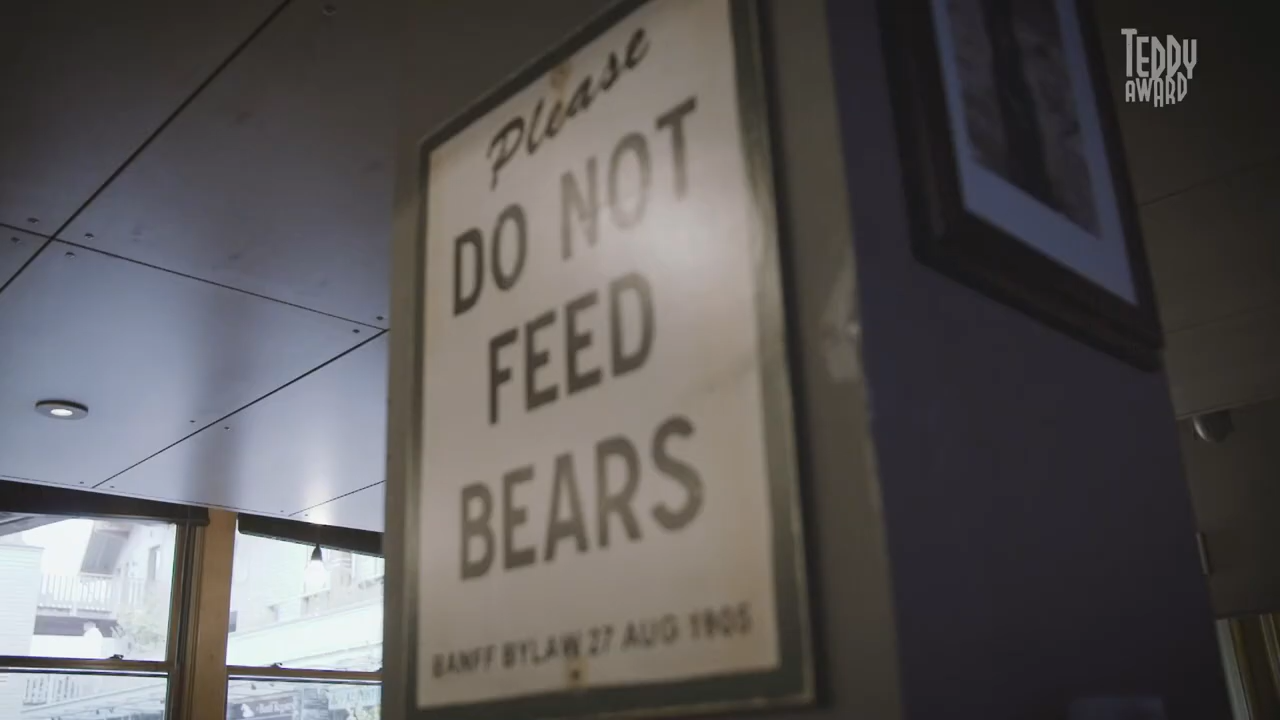 TEDDY
AWARD
Please
DO NOT
FEED
BEARS
BANFF BYLAW 27 AUG 1905